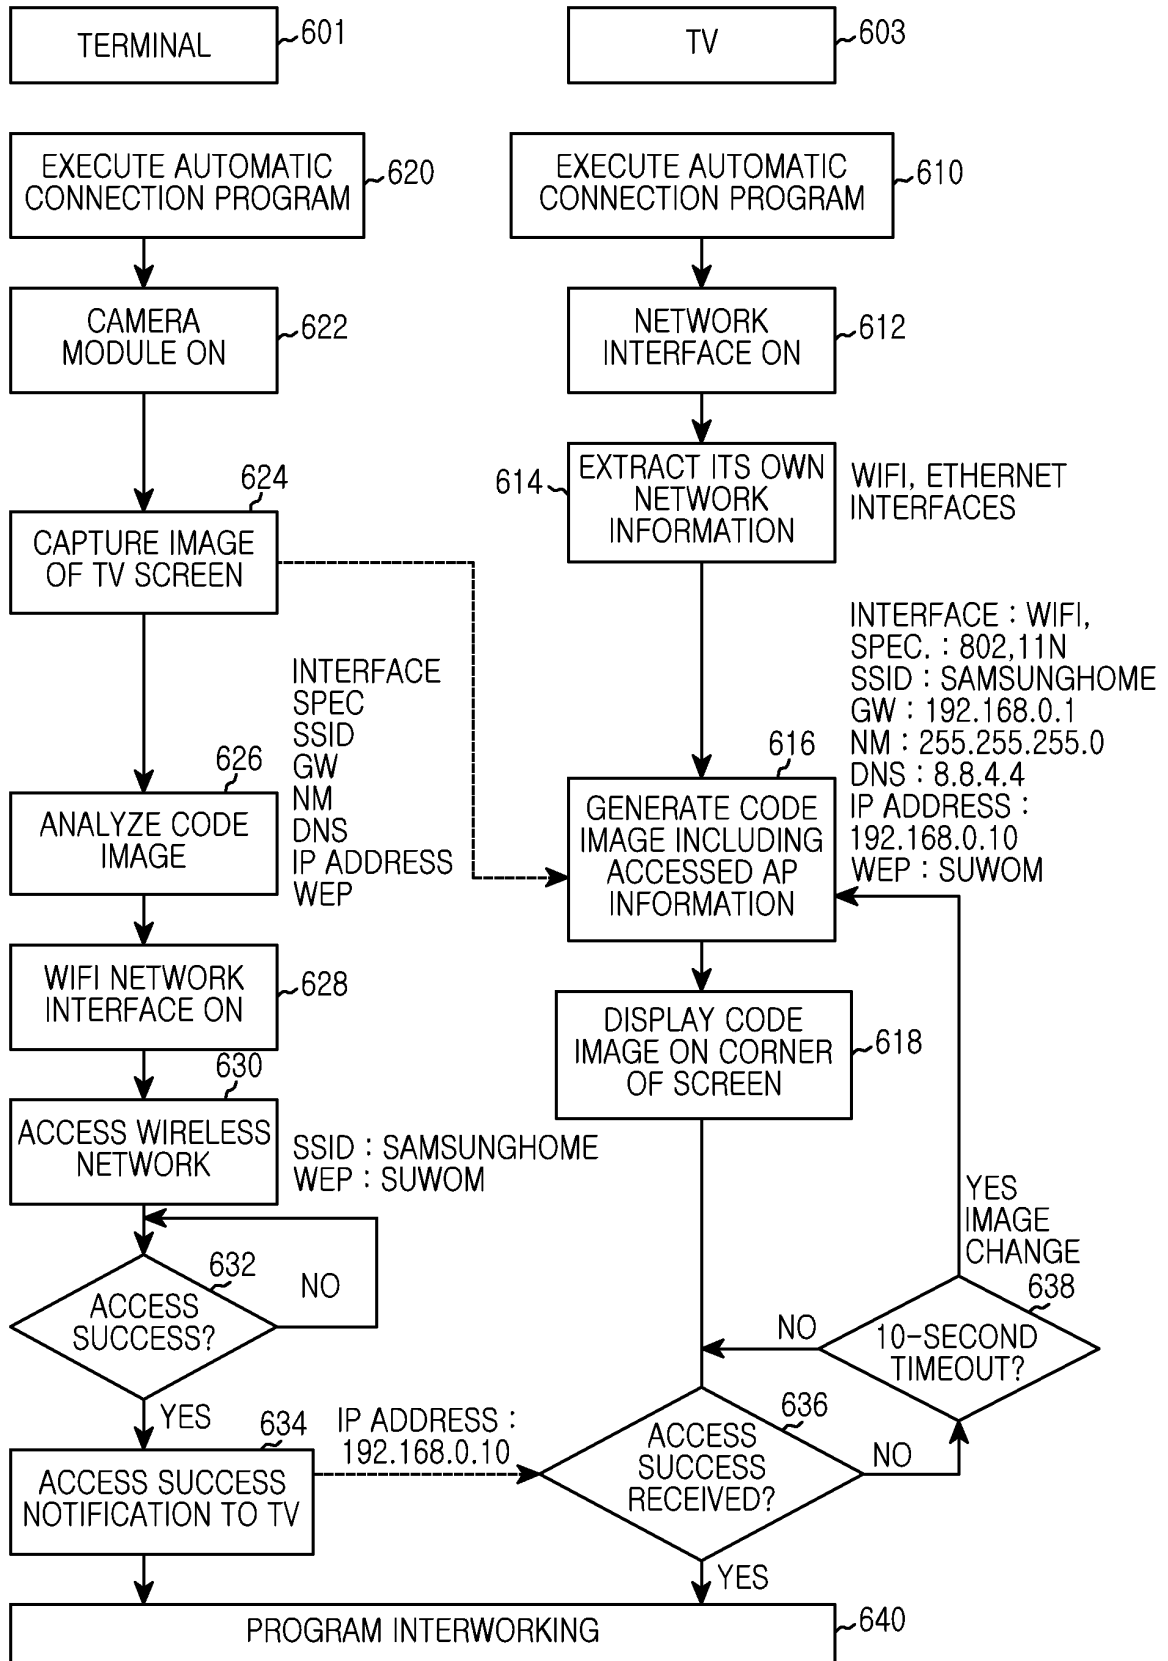 TERMINAL
601
TV
603
EXECUTE AUTOMATIC
CONNECTION PROGRAM
620
EXECUTE AUTOMATIC
CONNECTION PROGRAM
610
CAMERA
MODULE ON
622
NETWORK
INTERFACE ON
612
614
EXTRACT ITS OWN
NETWORK
INFORMATION
WIFI, ETHERNET
INTERFACES
624
CAPTURE IMAGE
OF TV SCREEN
INTERFACE : WIFI,
SPEC. : 802,11N
SSID : SAMSUNGHOME
GW : 192.168.0.1
NM : 255.255.255.0
DNS : 8.8.4.4
IP ADDRESS :
192.168.0.10
WEP : SUWOM
INTERFACE
SPEC
SSID
GW
NM
DNS
IP ADDRESS
WEP
626
ANALYZE CODE
IMAGE
616
GENERATE CODE
IMAGE INCLUDING
ACCESSED AP
INFORMATION
WIFI NETWORK
INTERFACE ON
628
DISPLAY CODE
IMAGE ON CORNER
OF SCREEN
618
630
ACCESS WIRELESS
NETWORK
SSID : SAMSUNGHOME
WEP : SUWOM
YES
IMAGE
CHANGE
632
ACCESS
SUCCESS?
NO
638
10-SECOND
TIMEOUT?
NO
YES
634
ACCESS SUCCESS
NOTIFICATION TO TV
IP ADDRESS :
192.168.0.10
636
ACCESS
SUCCESS
RECEIVED?
NO
YES
PROGRAM INTERWORKING
640